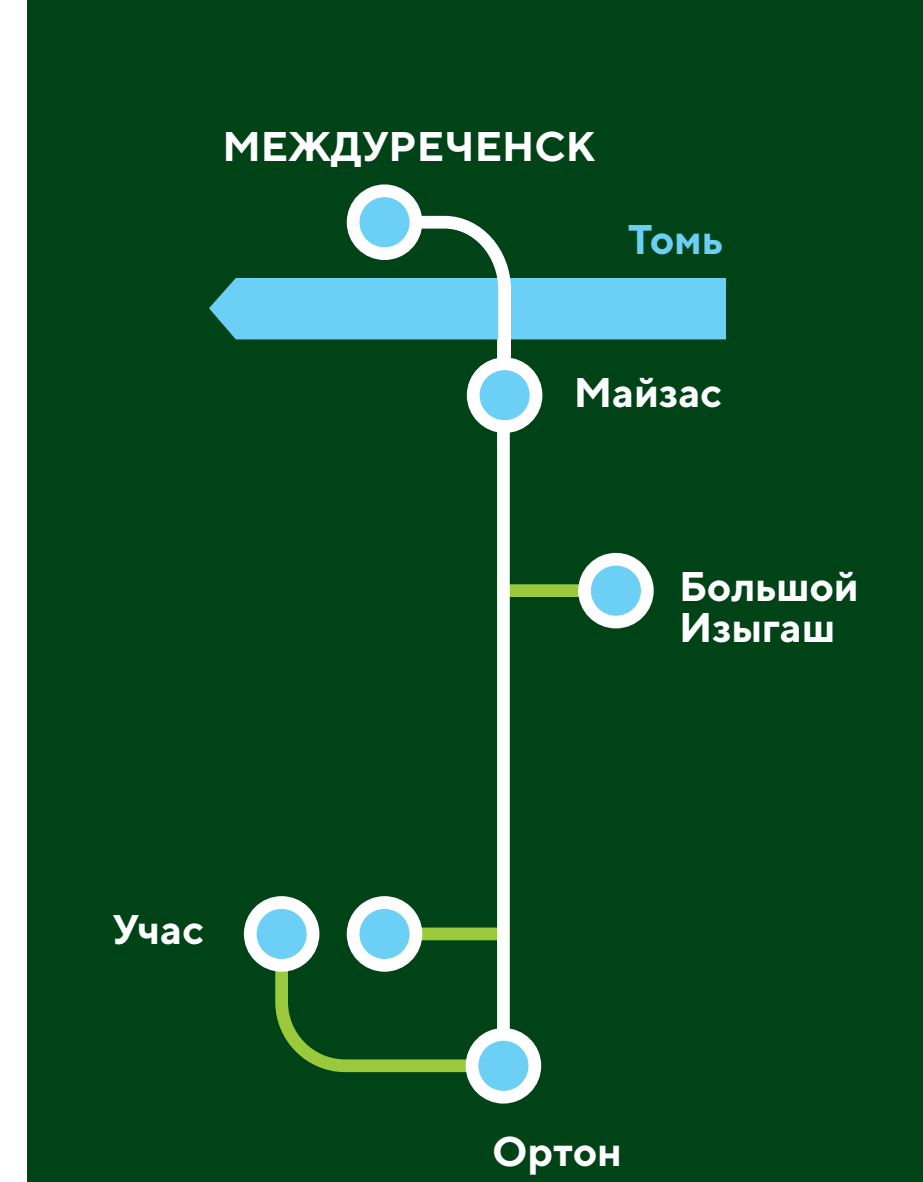 МЕЖДУРЕЧЕНСК
Томь
Майзас
Большой
Изыгаш
Учас
Ортон